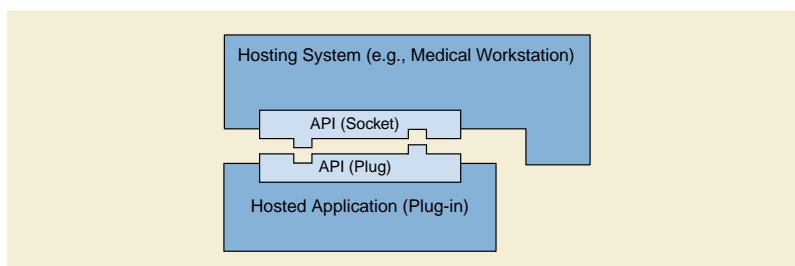 Hosting System (e.g., Medical Workstation)
API (Socket)
API (Plug)
Hosted Application (Plug-in)